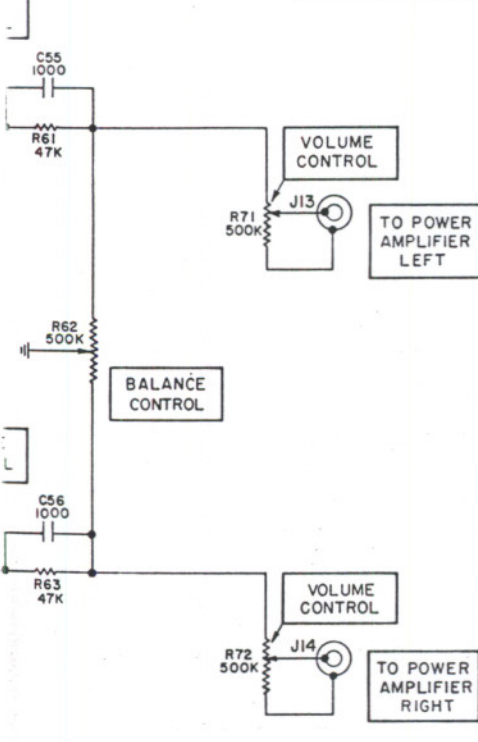 C55
1000
R61
47K
VOLUME
CONTROL
J13
R71
500K
TO POWER
AMPLIFIER
LEFT
R62
500K
BALANCE
CONTROL
L
C56
1000
R63
47K
VOLUME
CONTROL
J14
R72
500K
TO POWER
AMPLIFIER
RIGHT